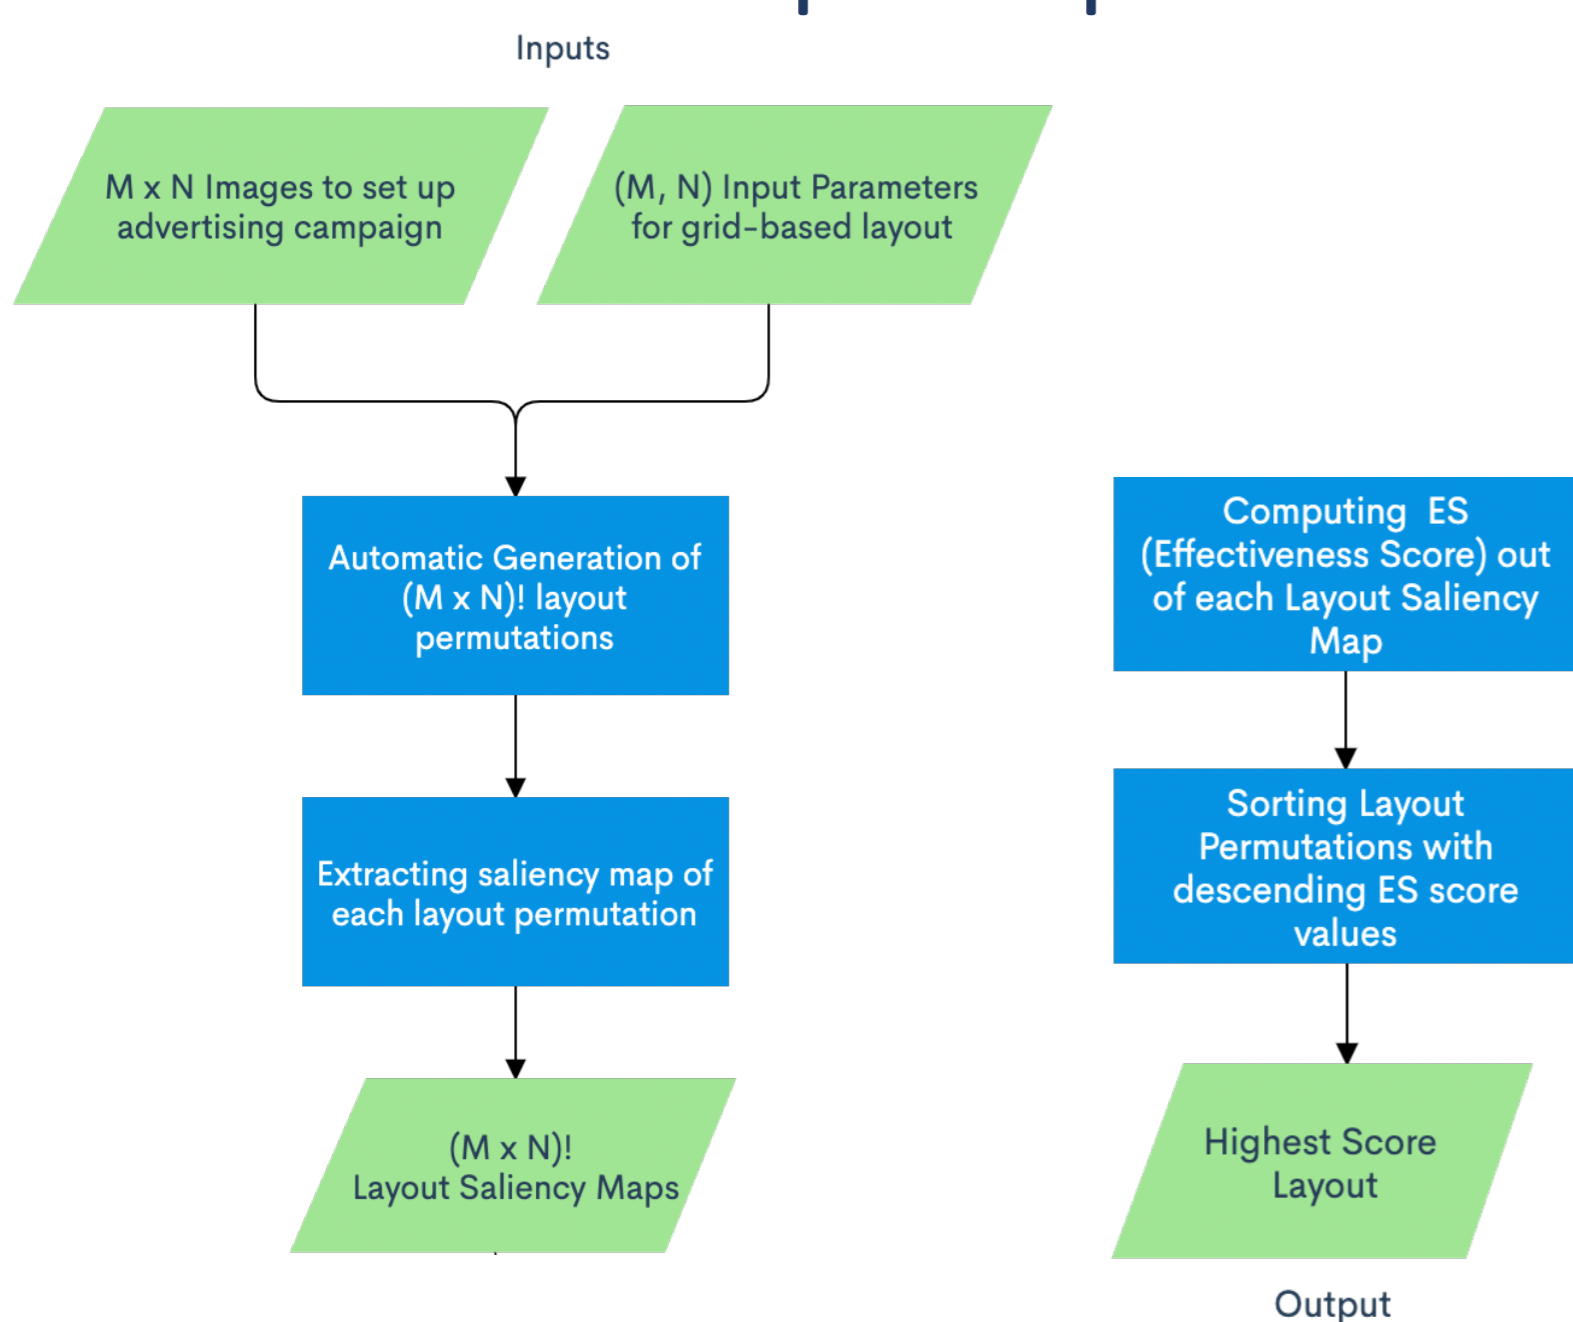 Inputs
M x N Images to set up
advertising campaign
(M, N) Input Parameters
for grid-based layout
Automatic Generation of
(M x N)! layout
permutations
Extracting saliency map of
each layout permutation
(M x N)!
Layout Saliency Maps
Computing ES
(Effectiveness Score) out
of each Layout Saliency
Map
Sorting Layout
Permutations with
descending ES score
values
Highest Score
Layout
Output